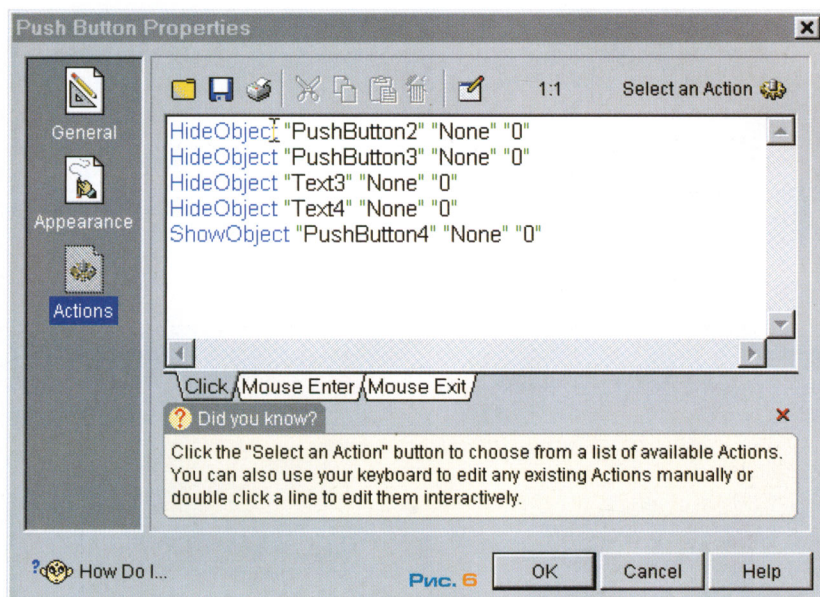 Push Button Properties
General
Appearance
Actions
1:1
Select an Action
HideObject "PushButton2" "None" "0"
HideObject "PushButton3" "None" "0"
HideObject "Text3" "None" "0"
HideObject "Text4" "None" "0"
ShowObject "PushButton4" "None" "0"
Click
Mouse Enter
Mouse Exit
Did you know?
Click the "Select an Action" button to choose from a list of available Actions.
You can also use your keyboard to edit any existing Actions manually or
double click a line to edit them interactively.
How Do I...
Рис. 6
OK
Cancel
Help